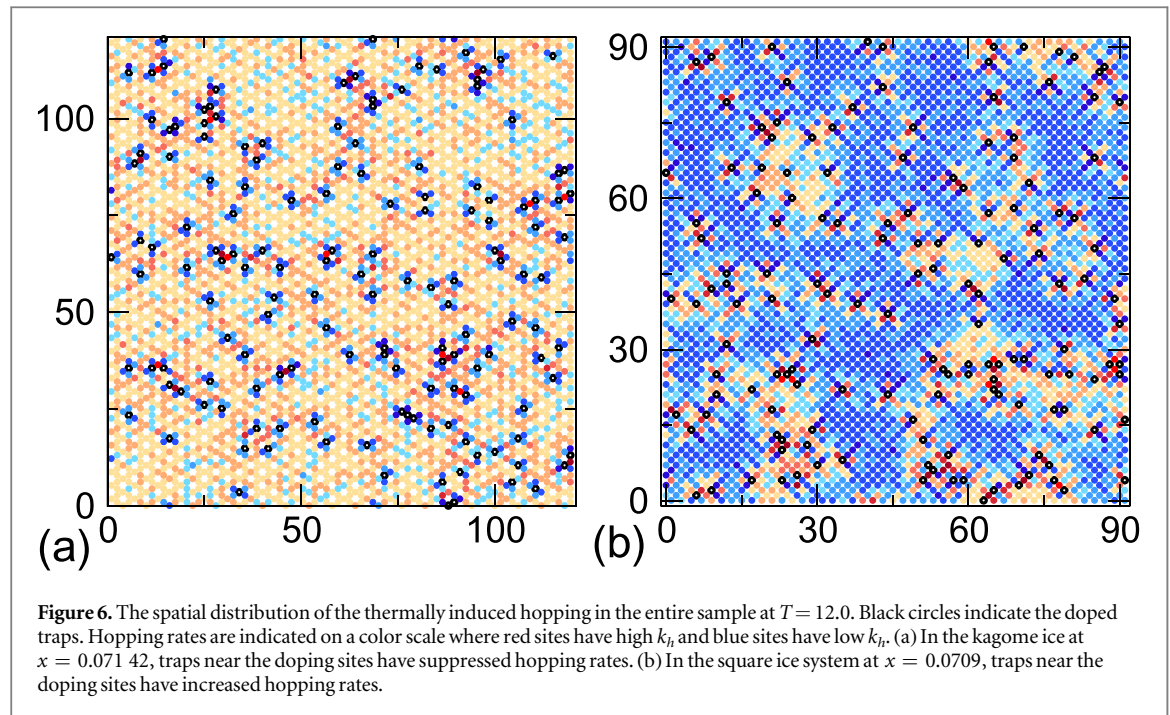 100
50
0
0
50
100
(a)
90
60
30
0
0
30
60
90
(b)
Figure 6. The spatial distribution of the thermally induced hopping in the entire sample at T = 12.0. Black circles indicate the doped
traps. Hopping rates are indicated on a color scale where red sites have high kₕ and blue sites have low kₕ. (a) In the kagome ice at
x = 0.071 42, traps near the doping sites have suppressed hopping rates. (b) In the square ice system at x = 0.0709, traps near the
doping sites have increased hopping rates.